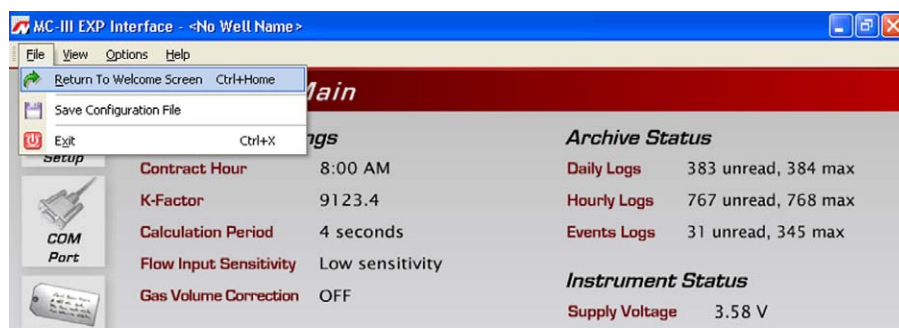 MC-III EXP Interface - <No Well Name>
File View Options Help
Return To Welcome Screen Ctrl+Home
Save Configuration File
Exit Ctrl+X
Main
Setup
COM
Port
Contract Hour 8:00 AM
K-Factor 9123.4
Calculation Period 4 seconds
Flow Input Sensitivity Low sensitivity
Gas Volume Correction OFF
Archive Status
Daily Logs 383 unread, 384 max
Hourly Logs 767 unread, 768 max
Events Logs 31 unread, 345 max
Instrument Status
Supply Voltage 3.58 V